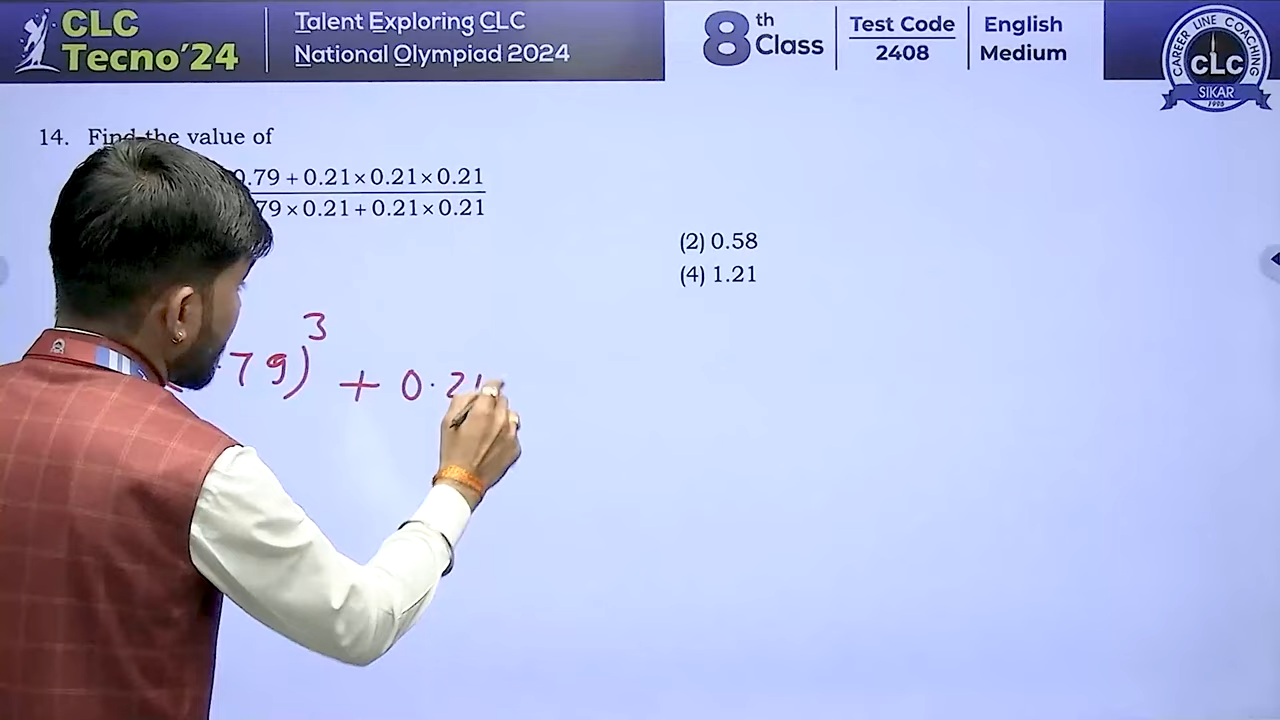 CLC
Tecno'24
Talent Exploring CLC
National Olympiad 2024
8th Class
Test Code
2408
English
Medium
CAREER LINE COACHING
CLC
SIKAR
1996
14. Find the value of
0.79 + 0.21 × 0.21 × 0.21
79 × 0.21 + 0.21 × 0.21
(2) 0.58
(4) 1.21
.79)³ + 0.21